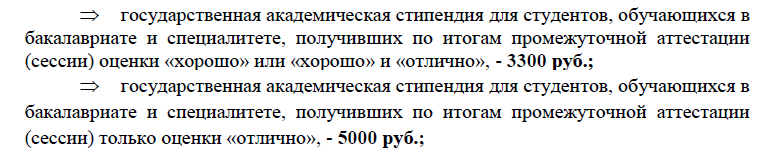 ⇒ государственная академическая стипендия для студентов, обучающихся в
бакалавриате и специалитете, получивших по итогам промежуточной аттестации
(сессии) оценки «хорошо» или «хорошо» и «отлично», - 3300 руб.;
⇒ государственная академическая стипендия для студентов, обучающихся в
бакалавриате и специалитете, получивших по итогам промежуточной аттестации
(сессии) только оценки «отлично», - 5000 руб.;